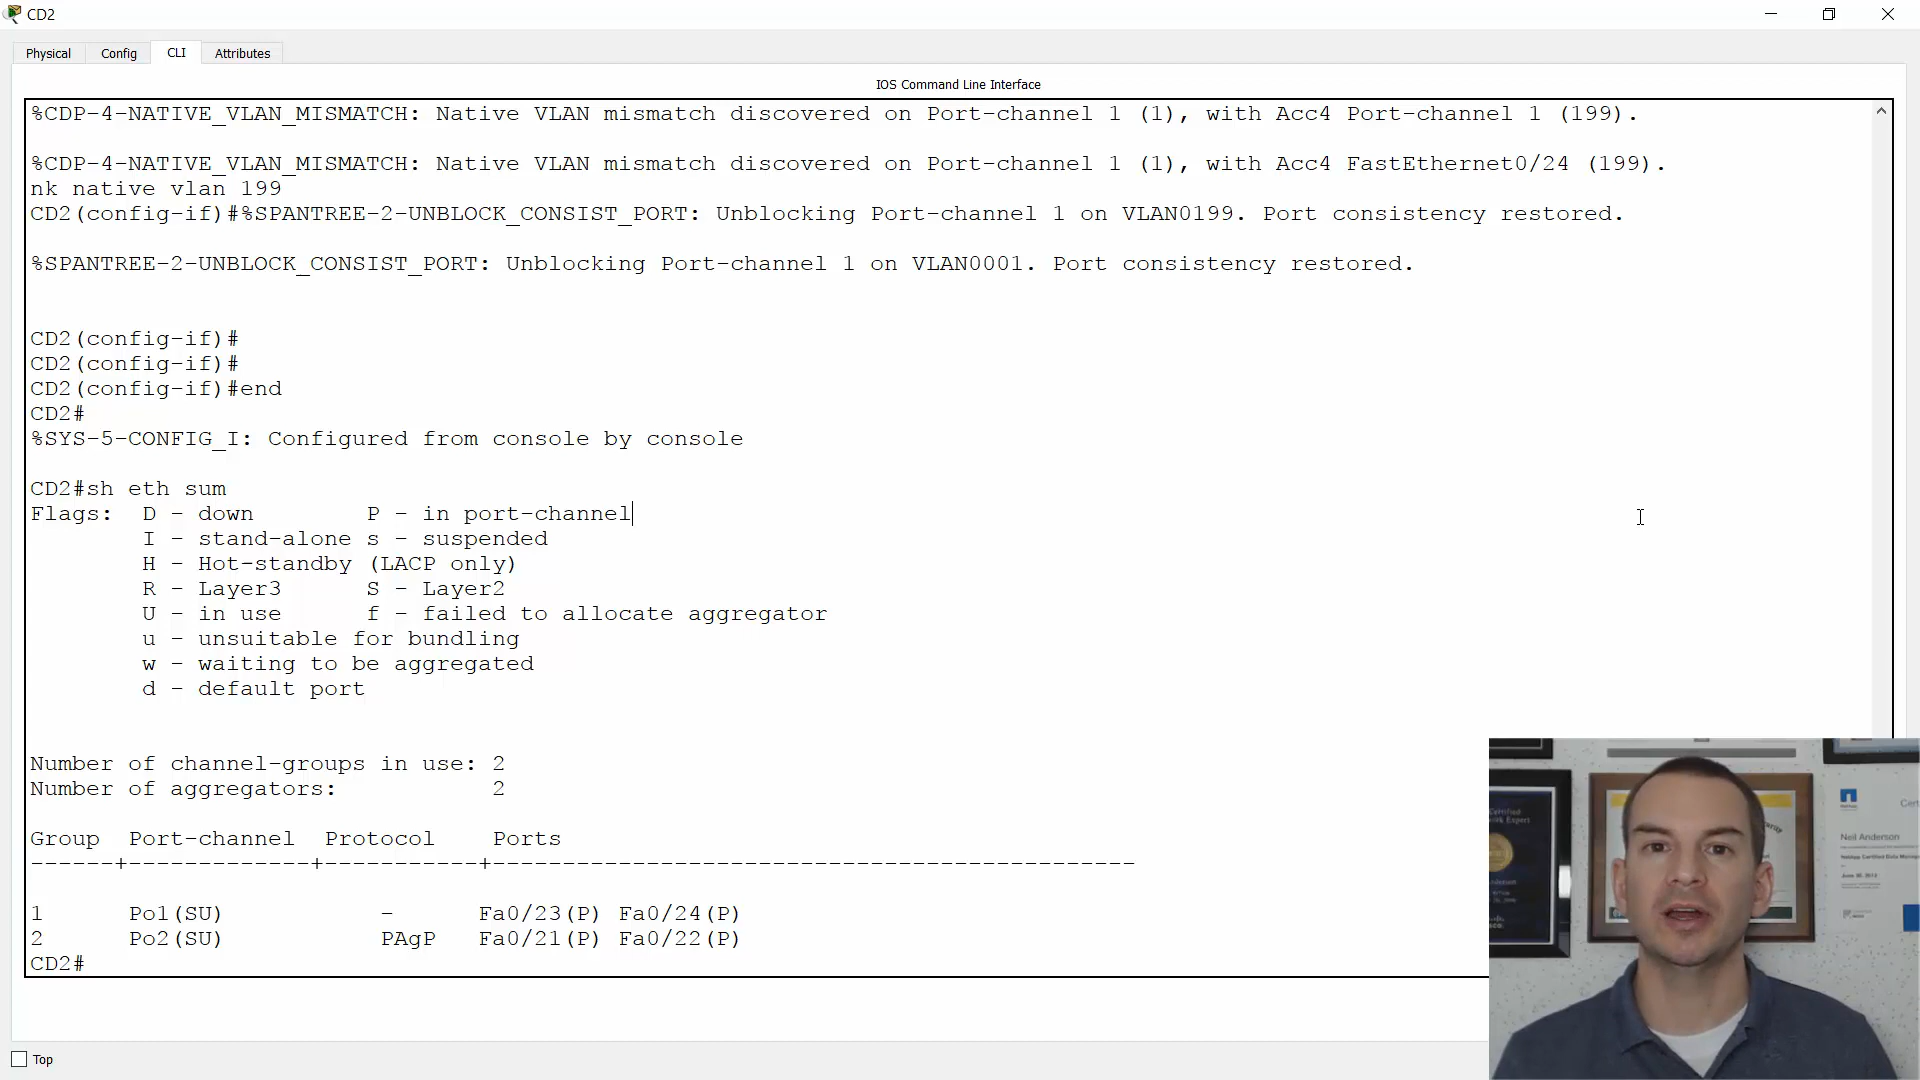 CD2
Physical Config CLI Attributes
IOS Command Line Interface
%CDP-4-NATIVE_VLAN_MISMATCH: Native VLAN mismatch discovered on Port-channel 1 (1), with Acc4 Port-channel 1 (199).
%CDP-4-NATIVE_VLAN_MISMATCH: Native VLAN mismatch discovered on Port-channel 1 (1), with Acc4 FastEthernet0/24 (199).
nk native vlan 199
CD2(config-if)#%SPANTREE-2-UNBLOCK_CONSIST_PORT: Unblocking Port-channel 1 on VLAN0199. Port consistency restored.
%SPANTREE-2-UNBLOCK_CONSIST_PORT: Unblocking Port-channel 1 on VLAN0001. Port consistency restored.
CD2(config-if)#
CD2(config-if)#
CD2(config-if)#end
CD2#
%SYS-5-CONFIG_I: Configured from console by console
CD2#sh eth sum
Flags:  D - down        P - in port-channel
I - stand-alone s - suspended
H - Hot-standby (LACP only)
R - Layer3      S - Layer2
U - in use      f - failed to allocate aggregator
u - unsuitable for bundling
w - waiting to be aggregated
d - default port
Number of channel-groups in use: 2
Number of aggregators:           2
Group  Port-channel  Protocol    Ports
------+-------------+-----------+----------------------------------------------
1      Po1(SU)           -      Fa0/23(P) Fa0/24(P)
2      Po2(SU)           PAgP   Fa0/21(P) Fa0/22(P)
CD2#
Top
Neil Anderson